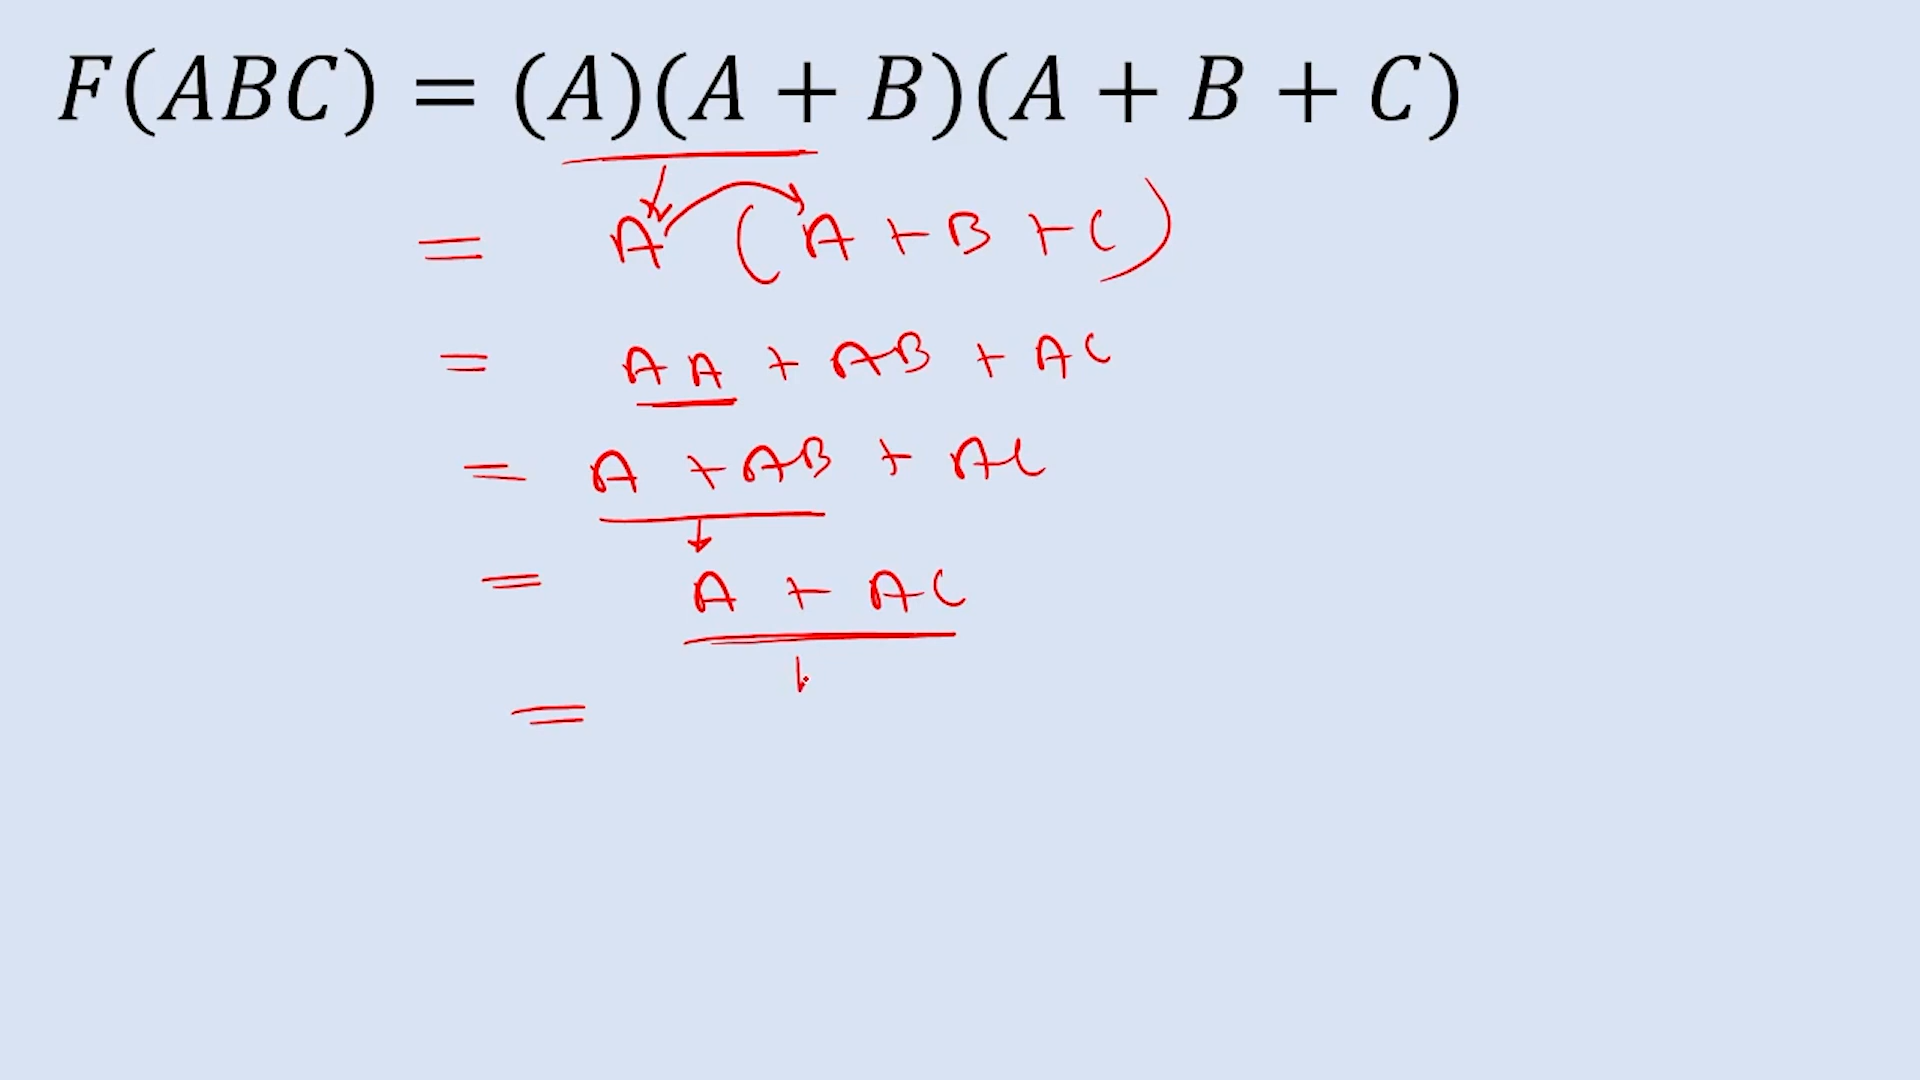 F(ABC) = (A)(A + B)(A + B + C)
= A (A + B + C)
= AA + AB + AC
= A + AB + AC
= A + AC
=